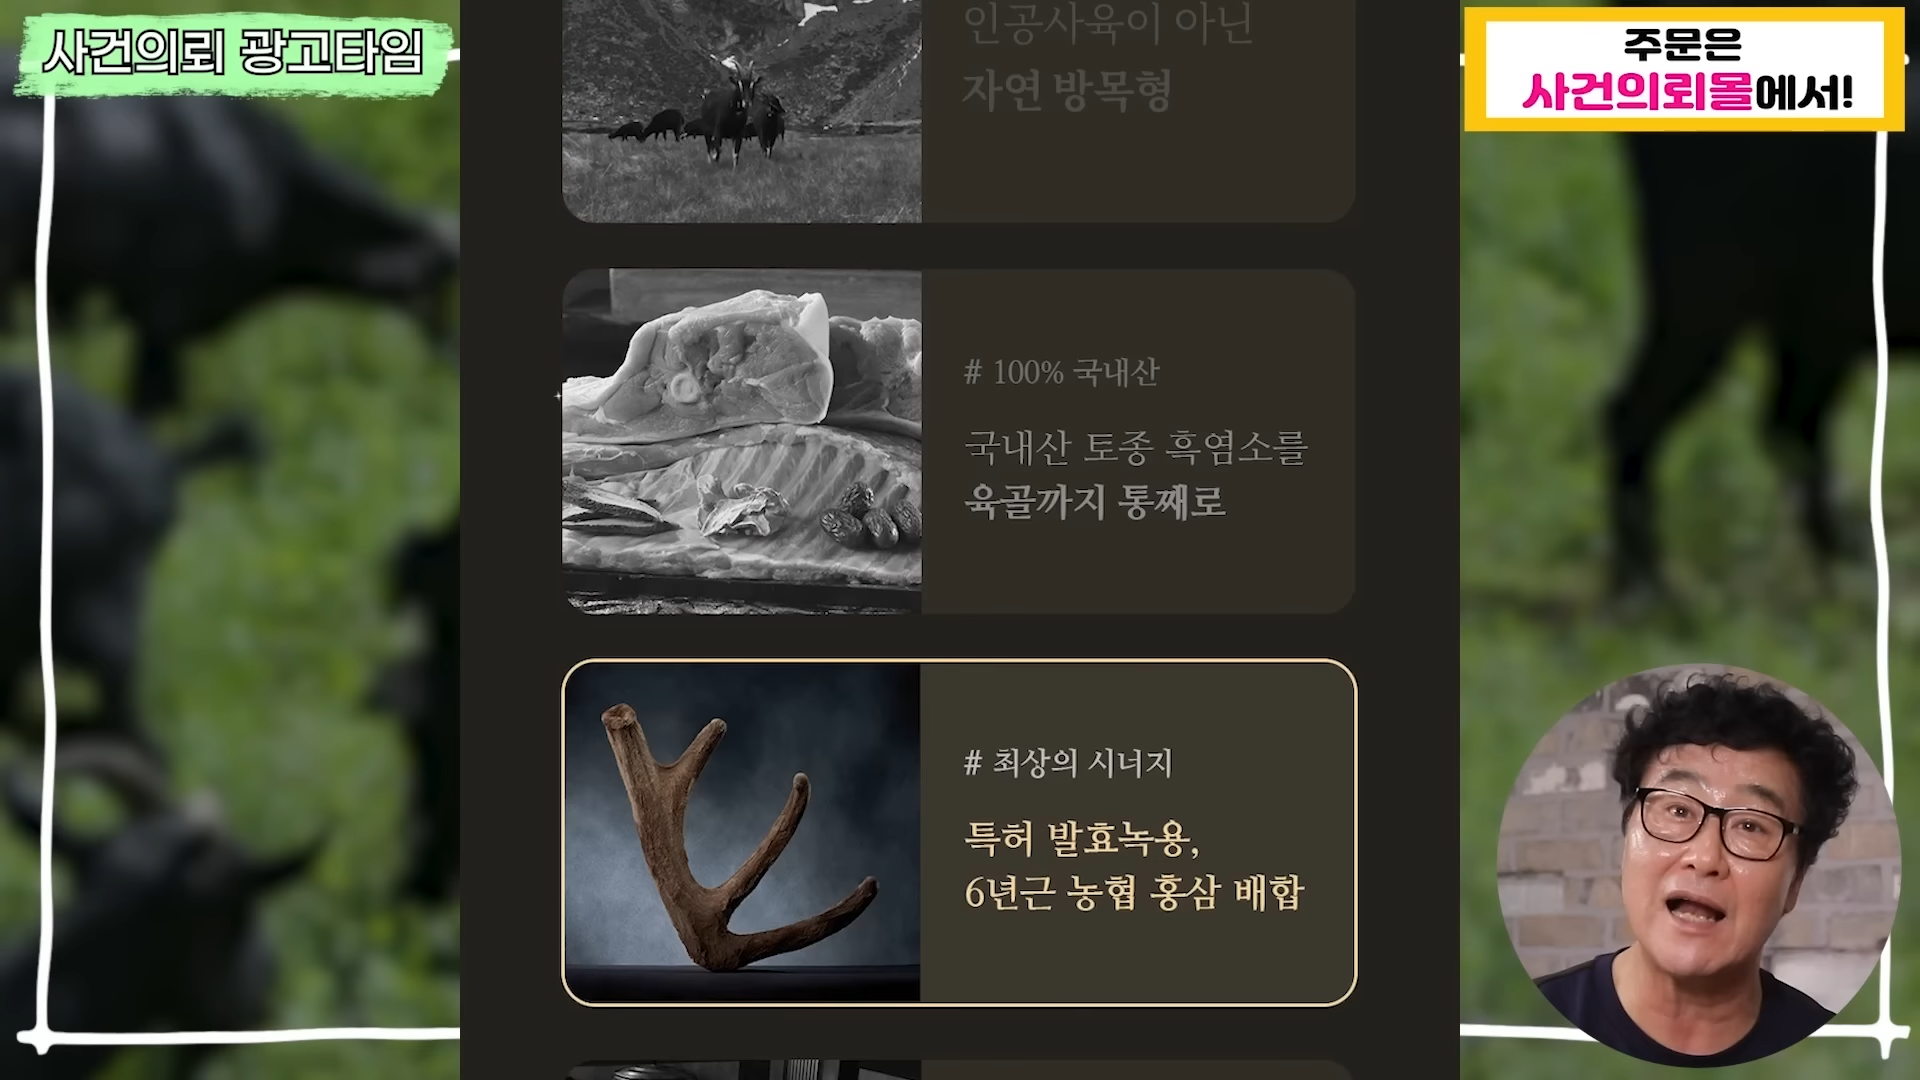 사건의뢰 광고타임
주문은
사건의뢰몰에서!
인공사육이 아닌
자연 방목형
# 100% 국내산
국내산 토종 흑염소를
육골까지 통째로
# 최상의 시너지
특허 발효녹용,
6년근 농협 홍삼 배합